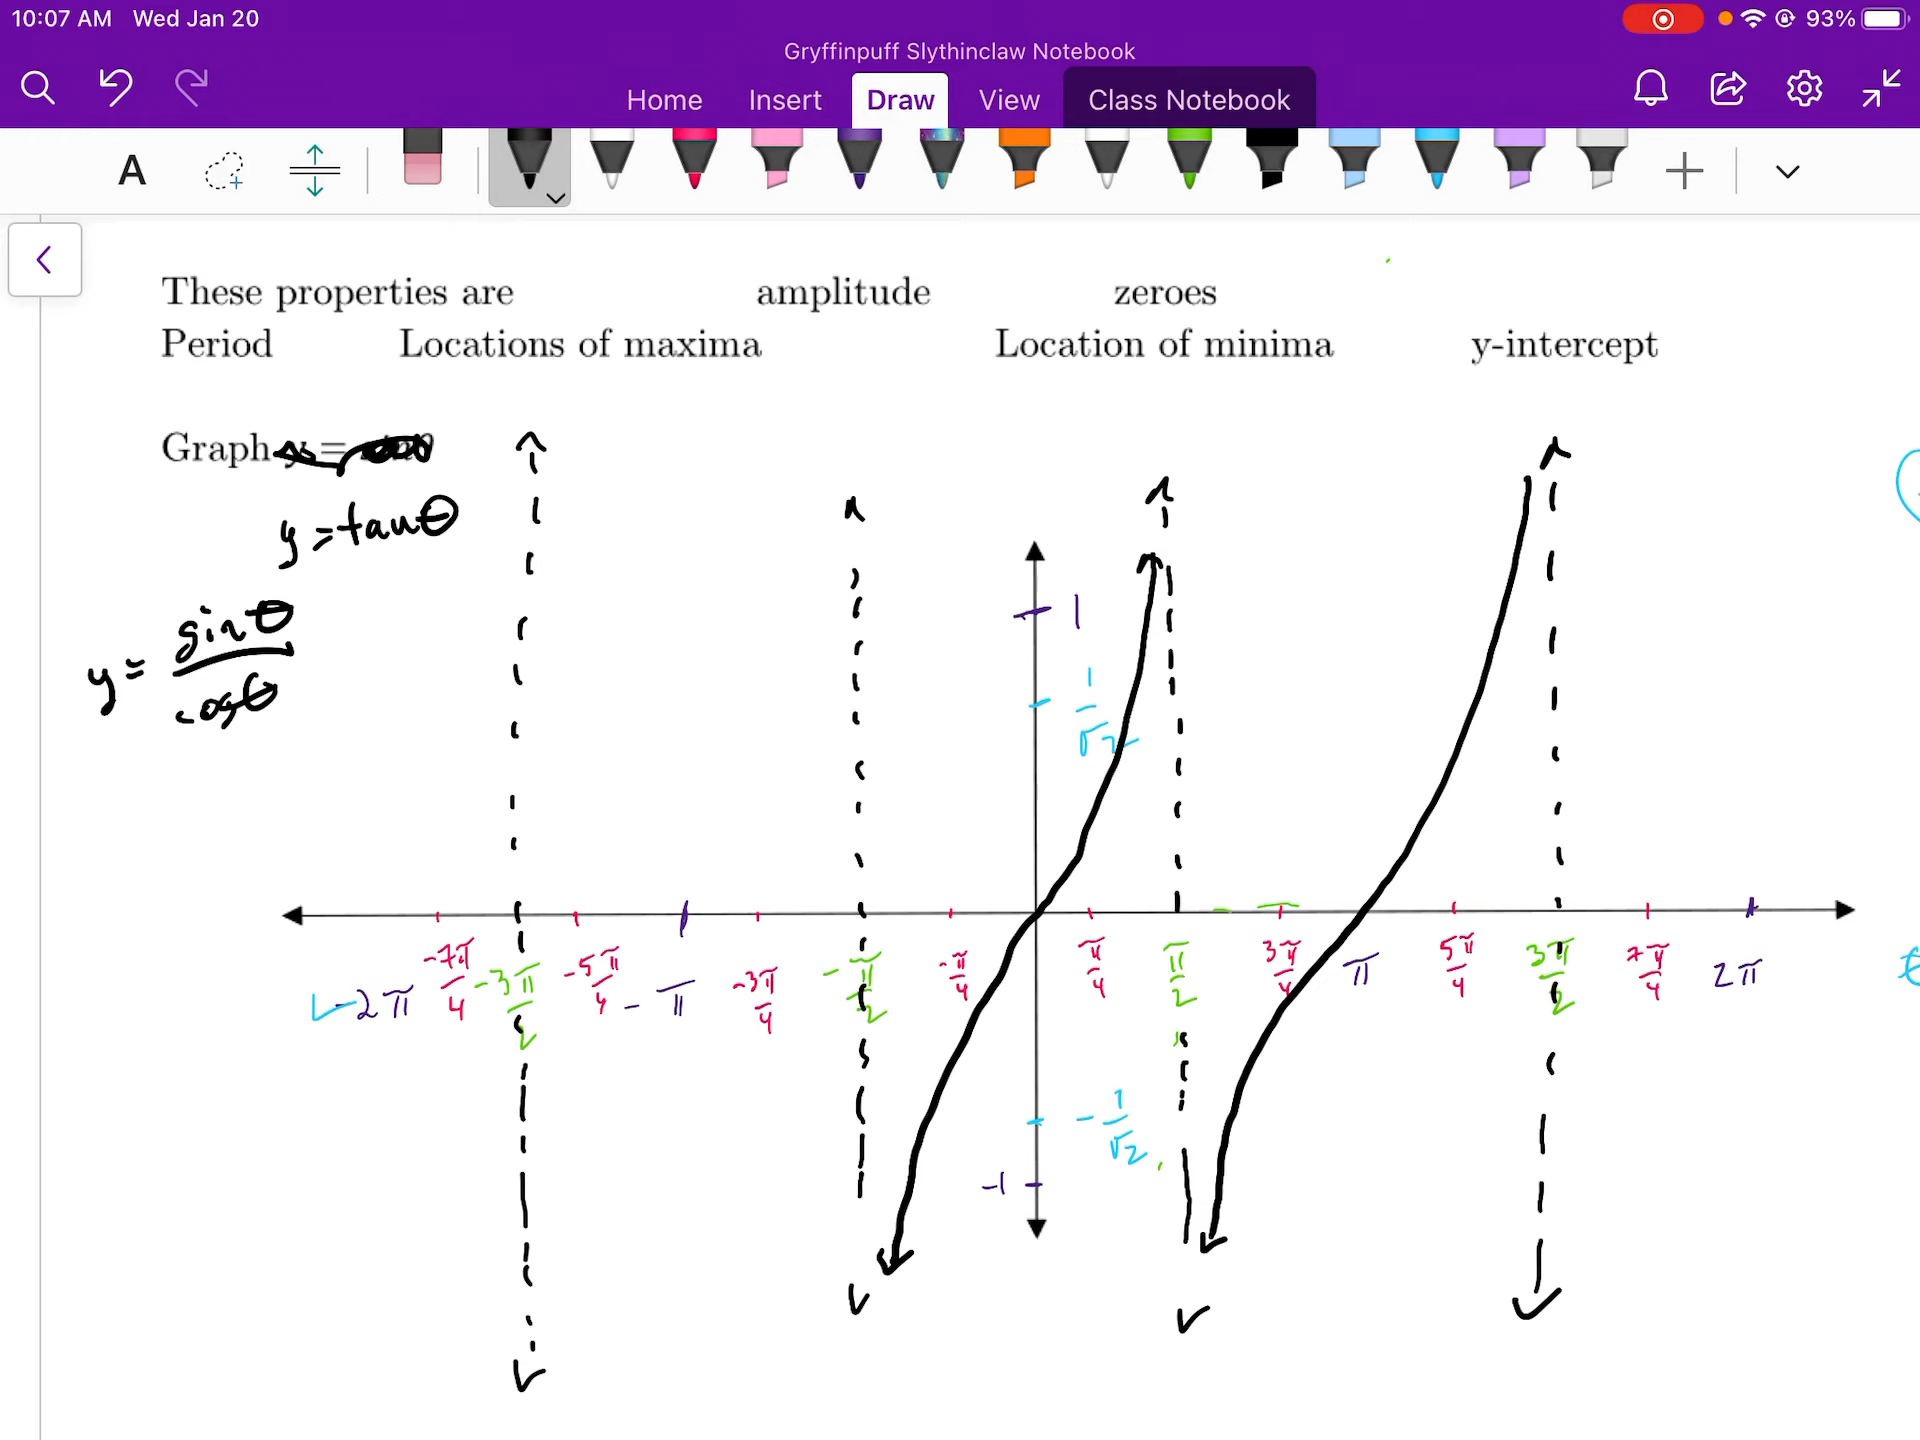 10:07 AM Wed Jan 20 93%
Gryffinpuff Slythinclaw Notebook
Home Insert Draw View Class Notebook
A
These properties are amplitude zeroes
Period Locations of maxima Location of minima y-intercept
Graph
y = tan θ
y = sin θ / cos θ
1
1/√2
-2π -7π/4 -3π/2 -5π/4 -π -3π/4 -π/2 -π/4 π/4 π/2 3π/4 π 5π/4 3π/2 7π/4 2π
-1/√2
-1